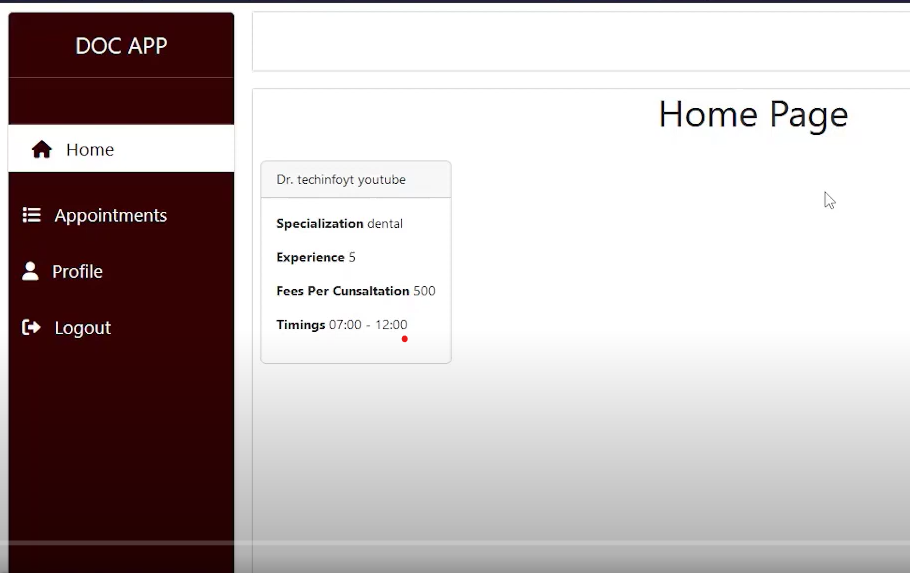 DOC APP
Home
Appointments
Profile
Logout
Home Page
Dr. techinfoyt youtube
Specialization dental
Experience 5
Fees Per Cunsaltation 500
Timings 07:00 - 12:00